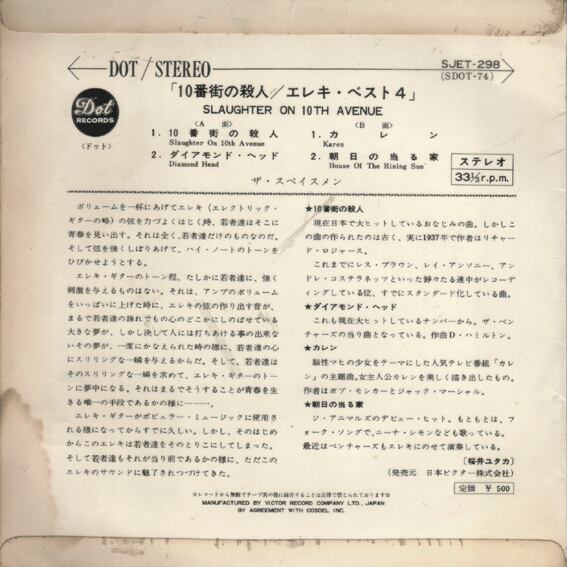 DOT / STEREO
SJET-298
(SDOT-74)
「10番街の殺人//エレキ・ベスト4」
SLAUGHTER ON 10TH AVENUE
Dot
RECORDS
〈ドット〉
〈A 面〉
1. 10番街の殺人
Slaughter On 10th Avenue
2. ダイアモンド・ヘッド
Diamond Head
〈B 面〉
1. カレン
Karen
2. 朝日の当る家
House Of The Rising Sun
ザ・スペイスメン
ステレオ
33⅓r.p.m.
ボリュームを一杯にあげてエレキ(エレクトリック・
ギターの略)の弦を力づよくはじく時、若者達はそこに
青春を見い出す。それは全く、若者達だけのものなのだ。
そして弦を強くしぼりあげて、ハイ・ノートのトーンを
ひびかせようとする。
エレキ・ギターのトーン程、たしかに若者達に、強く
刺激を与えるものはない。それは、アンプのボリューム
をいっぱいに上げた時に、エレキの弦の作り出す音が、
まるで若者達の誰れでもの心のどこかにしのばせている
大きな夢が、しかし決して人には打ちあける事の出来な
いその夢が、一度にかなえられた時の様に、若者達の心
にスリリングな一瞬を与えるからだ。そして、若者達は
そのスリリングな一瞬を求めて、エレキ・ギターのトー
ンに夢中になる。それはまるでそうすることが青春を生
きる唯一の手段であるかの様に………。
エレキ・ギターがポピュラー・ミュージックに使用さ
れる様になってからすでに久しい。しかし、そのはじめ
からこのエレキは若者達をそのとりこにしてしまった。
そして若者達もそれが当り前であるかの様に、ただこの
エレキのサウンドに魅了されつづけてきた。
★10番街の殺人
現在日本で大ヒットしているおなじみの曲。しかしこ
の曲の作られたのは古く、実に1937年で作者はリチャー
ド・ロジャース。
これまでにレス・ブラウン、レイ・アンソニー、アン
ドレ・コステラネッツといった錚々たる連中がレコーデ
ィングしている位、すでにスタンダード化している曲。
★ダイアモンド・ヘッド
これも現在大ヒットしているナンバーから。ザ・ベン
チャーズの当り曲となっている。作曲D・ハミルトン。
★カレン
脳性マヒの少女をテーマにした人気テレビ番組「カレ
ン」の主題曲。女主人公カレンを美しく描き出したもの。
作者はボブ・モシカーとジャック・マーシャル。
★朝日の当る家
ジ・アニマルズのデビュー・ヒット。もともとは、フ
ォーク・ソングで、ニーナ・シモンなども歌っている。
最近はベンチャーズもエレキにのせて演奏している。
〔桜井ユタカ〕
(発売元 日本ビクター株式会社)
定価 ¥500
☆レコードから無断でテープ其の他に録音することは法律で禁じられております☆
MANUFACTURED BY VICTOR RECORD COMPANY LTD., JAPAN
BY AGREEMENT WITH COSDEL INC.